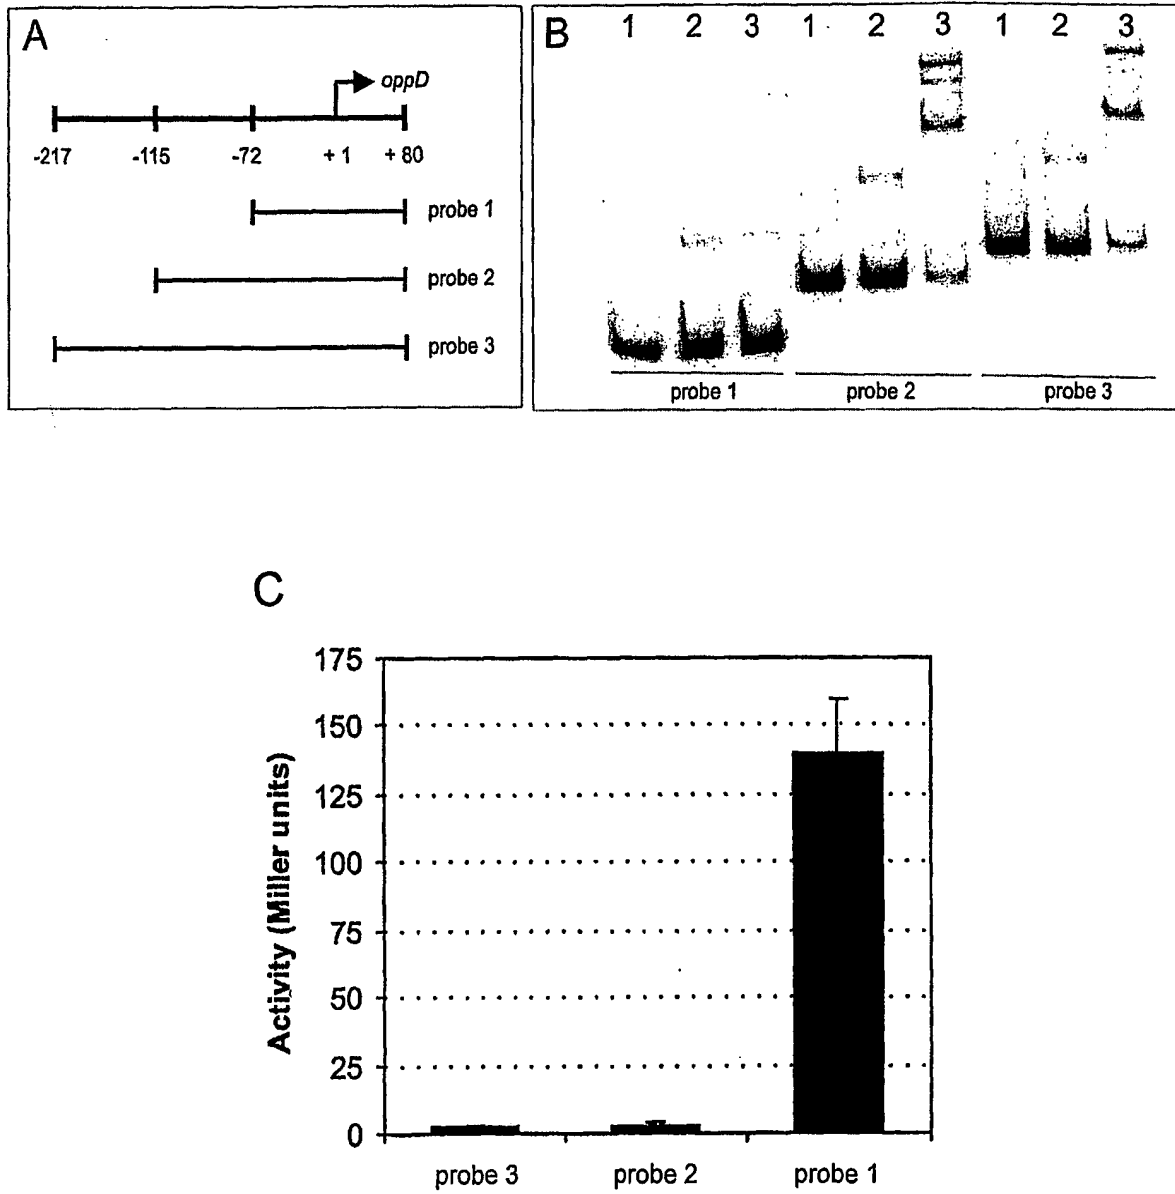 A
oppD
-217 -115 -72 + 1 + 80
probe 1
probe 2
probe 3
B
1 2 3 1 2 3 1 3
probe 1 probe 2 probe 3
C
175
150
125
100
75
50
25
0
Activity (Miller units)
probe 3 probe 2 probe 1